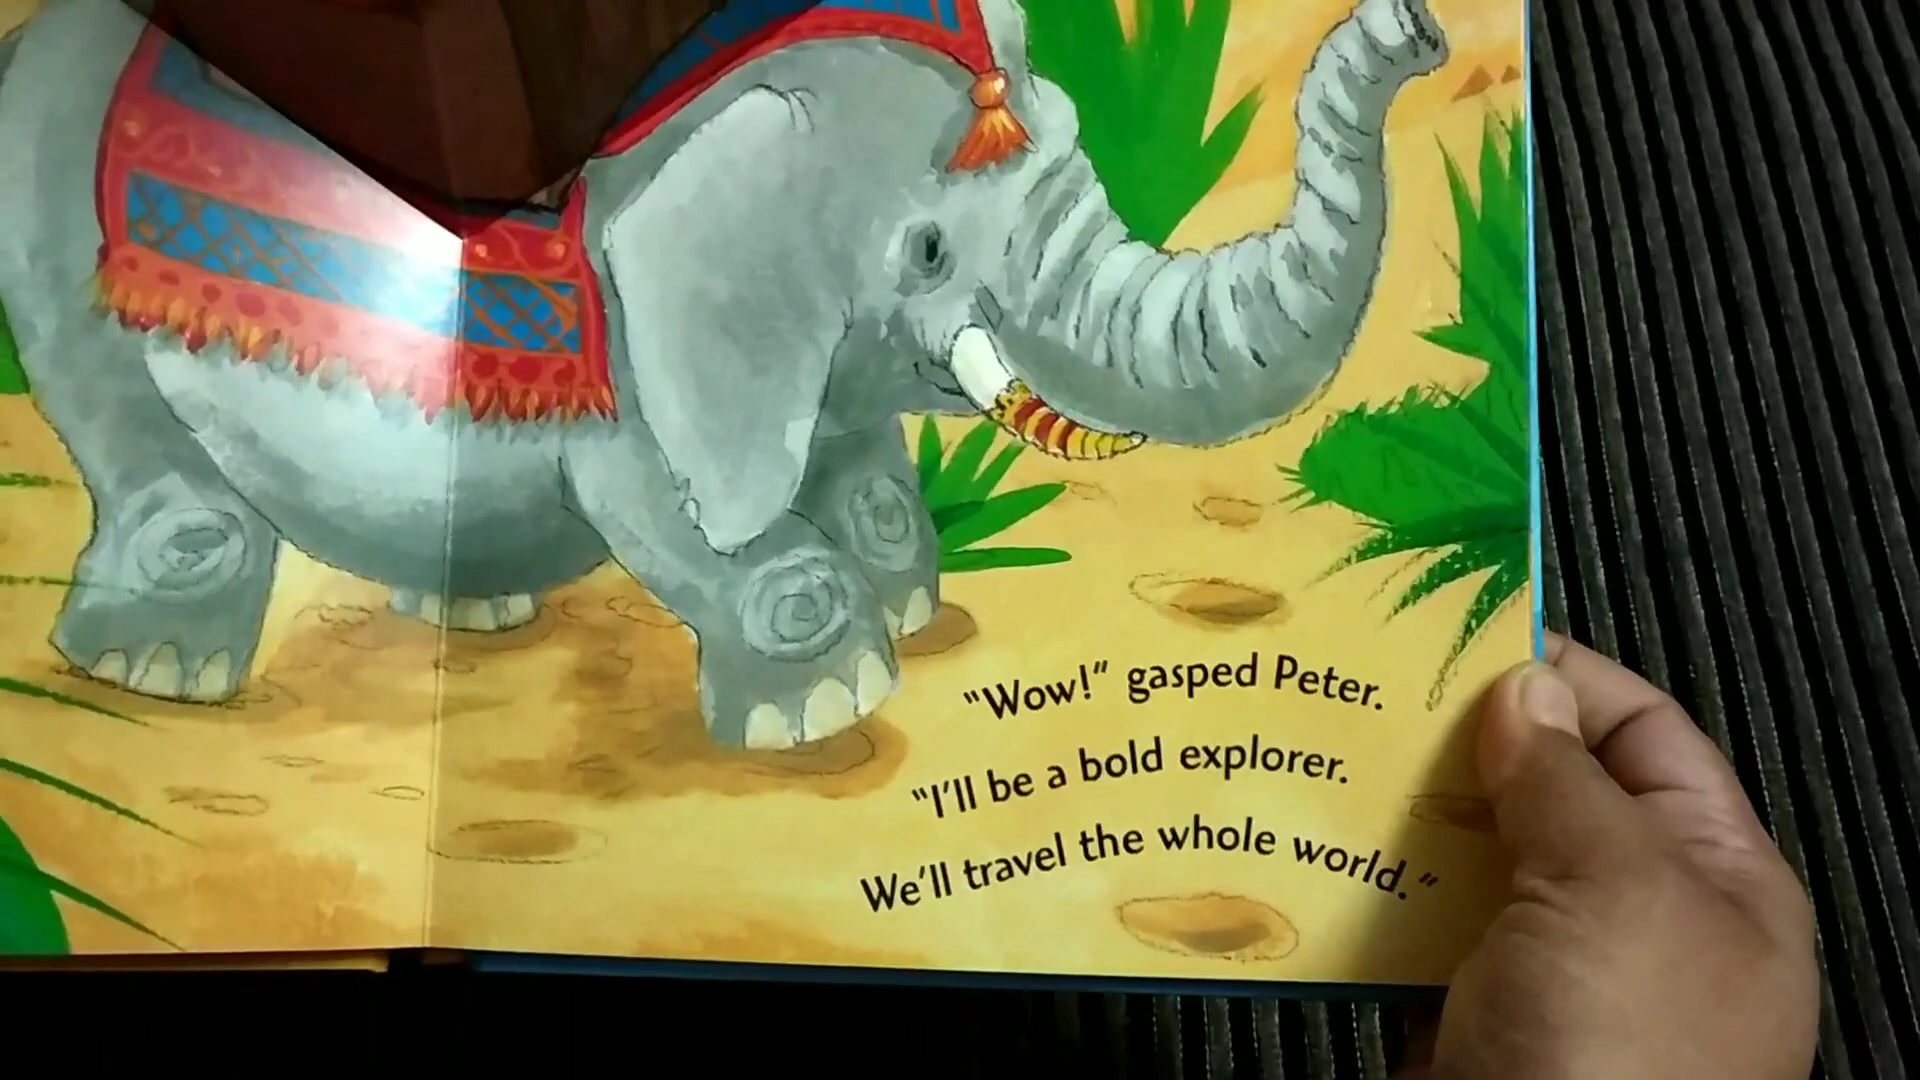 “Wow!” gasped Peter.
“I’ll be a bold explorer.
We’ll travel the whole world.”